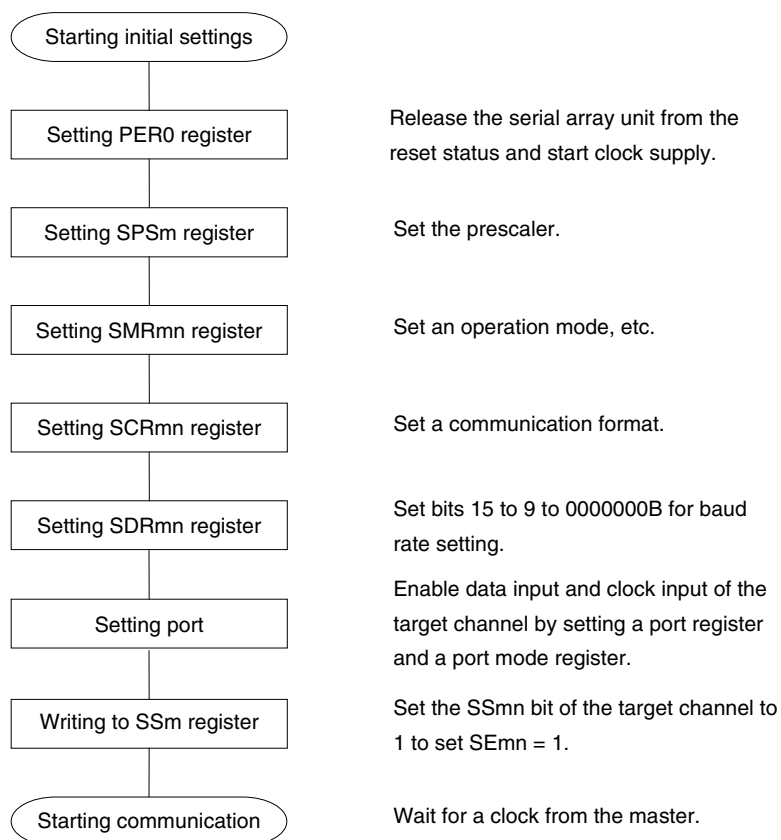 Starting initial settings
Setting PER0 register
Release the serial array unit from the
reset status and start clock supply.
Setting SPSm register
Set the prescaler.
Setting SMRmn register
Set an operation mode, etc.
Setting SCRmn register
Set a communication format.
Setting SDRmn register
Set bits 15 to 9 to 0000000B for baud
rate setting.
Setting port
Enable data input and clock input of the
target channel by setting a port register
and a port mode register.
Writing to SSm register
Set the SSmn bit of the target channel to
1 to set SEmn = 1.
Starting communication
Wait for a clock from the master.